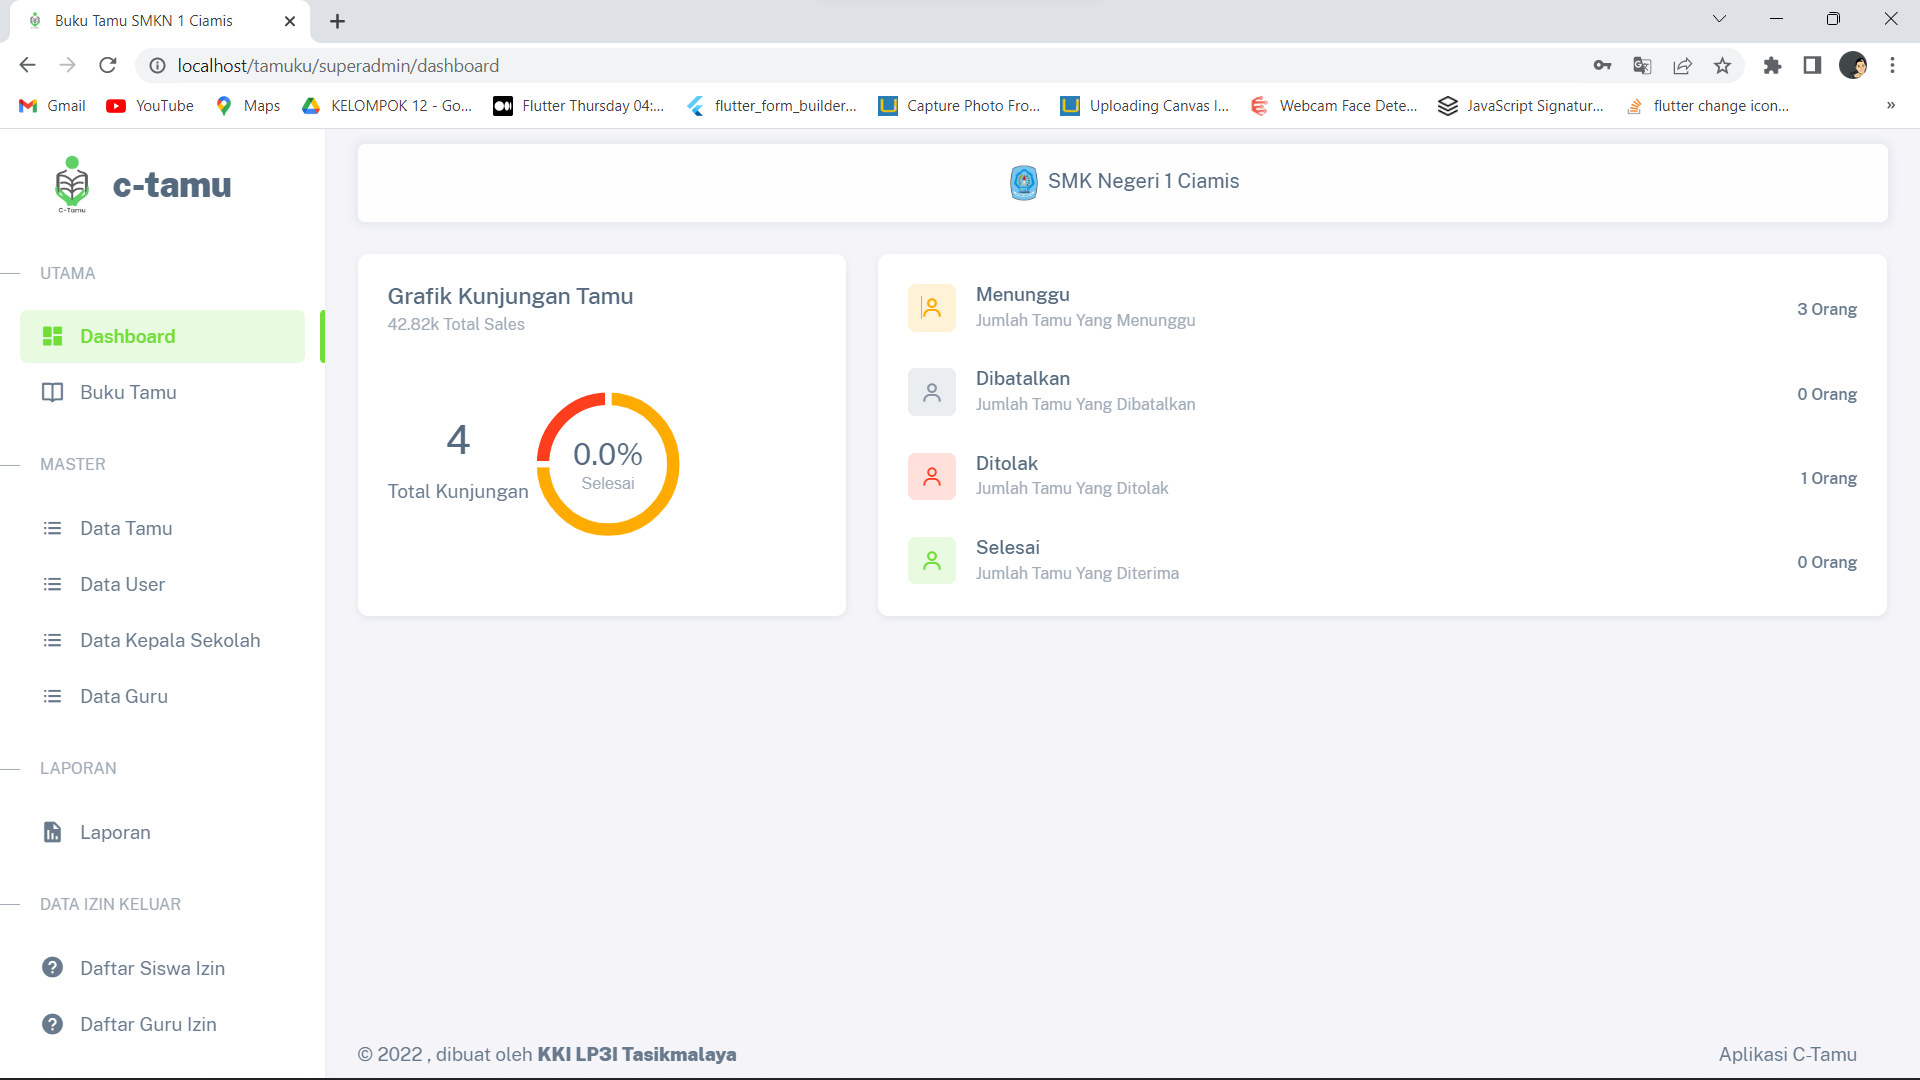 Buku Tamu SMKN 1 Ciamis
localhost/tamuku/superadmin/dashboard
Gmail YouTube Maps KELOMPOK 12 - Go... Flutter Thursday 04:... flutter_form_builder... Capture Photo Fro... Uploading Canvas I... Webcam Face Dete... JavaScript Signatur... flutter change icon... »
C-Tamu
c-tamu
UTAMA
Dashboard
Buku Tamu
MASTER
Data Tamu
Data User
Data Kepala Sekolah
Data Guru
LAPORAN
Laporan
DATA IZIN KELUAR
Daftar Siswa Izin
Daftar Guru Izin
SMK Negeri 1 Ciamis
Grafik Kunjungan Tamu
42.82k Total Sales
4
Total Kunjungan
0.0%
Selesai
Menunggu
Jumlah Tamu Yang Menunggu
3 Orang
Dibatalkan
Jumlah Tamu Yang Dibatalkan
0 Orang
Ditolak
Jumlah Tamu Yang Ditolak
1 Orang
Selesai
Jumlah Tamu Yang Diterima
0 Orang
© 2022 , dibuat oleh KKI LP3I Tasikmalaya
Aplikasi C-Tamu